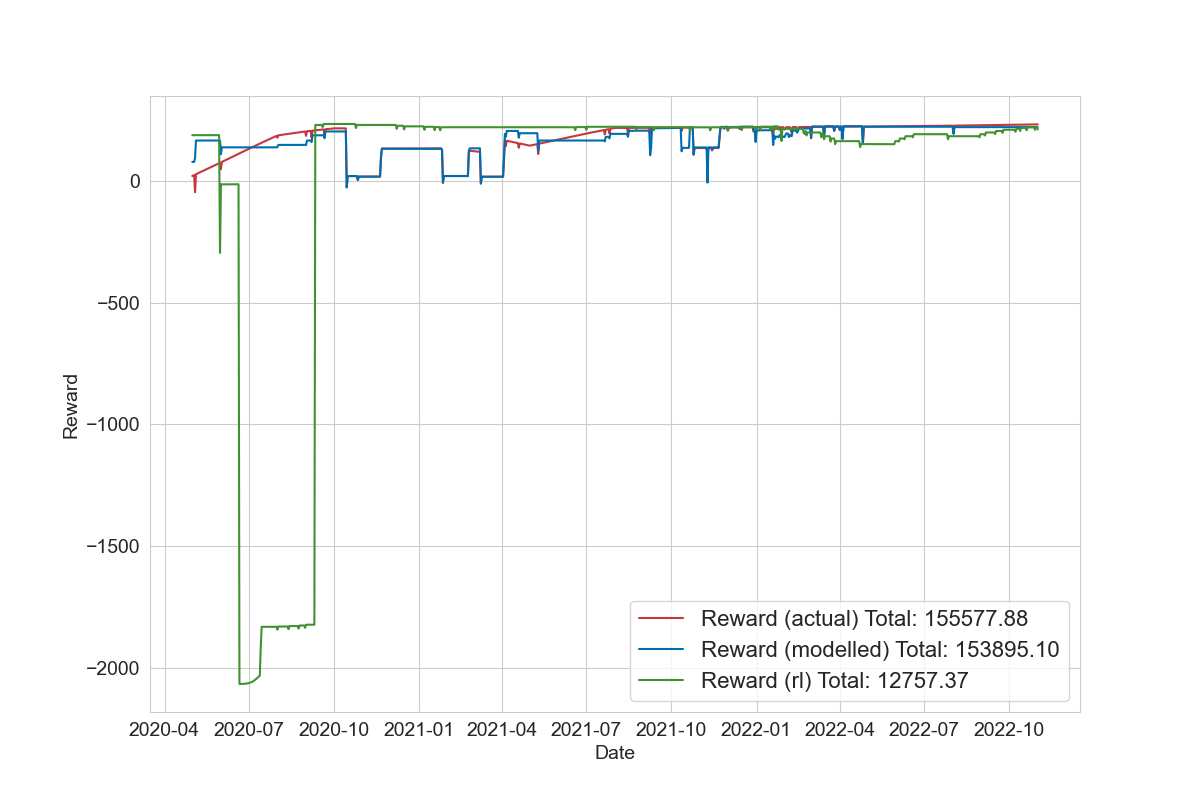 0
−500
−1000
−1500
−2000
Reward
Reward (actual) Total: 155577.88
Reward (modelled) Total: 153895.10
Reward (rl) Total: 12757.37
2020-04 2020-07 2020-10 2021-01 2021-04 2021-07 2021-10 2022-01 2022-04 2022-07 2022-10
Date